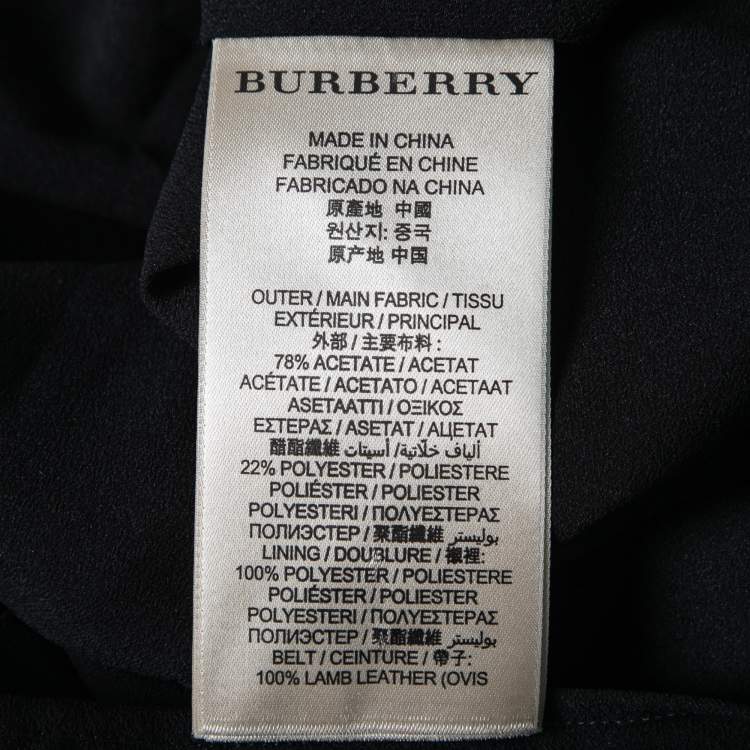 BURBERRY
MADE IN CHINA
FABRIQUÉ EN CHINE
FABRICADO NA CHINA
原產地 中國
원산지: 중국
原产地 中国
OUTER / MAIN FABRIC / TISSU
EXTÉRIEUR / PRINCIPAL
外部 / 主要布料 :
78% ACETATE / ACETAT
ACÉTATE / ACETATO / ACETAAT
ASETAATTI / ΟΞΙΚΟΣ
ΕΣΤΕΡΑΣ / ASETAT / АЦЕТАТ
醋酯纖維 / ألياف خلّاتية / أسيتات
22% POLYESTER / POLIESTERE
POLIÉSTER / POLIESTER
POLYESTERI / ΠΟΛΥΕΣΤΕΡΑΣ
ПОЛИЭСТЕР / 聚酯纖維 بوليستر
LINING / DOUBLURE / 襯裡:
100% POLYESTER / POLIESTERE
POLIÉSTER / POLIESTER
POLYESTERI / ΠΟΛΥΕΣΤΕΡΑΣ
ПОЛИЭСТЕР / 聚酯纖維 بوليستر
BELT / CEINTURE / 帶子:
100% LAMB LEATHER (OVIS